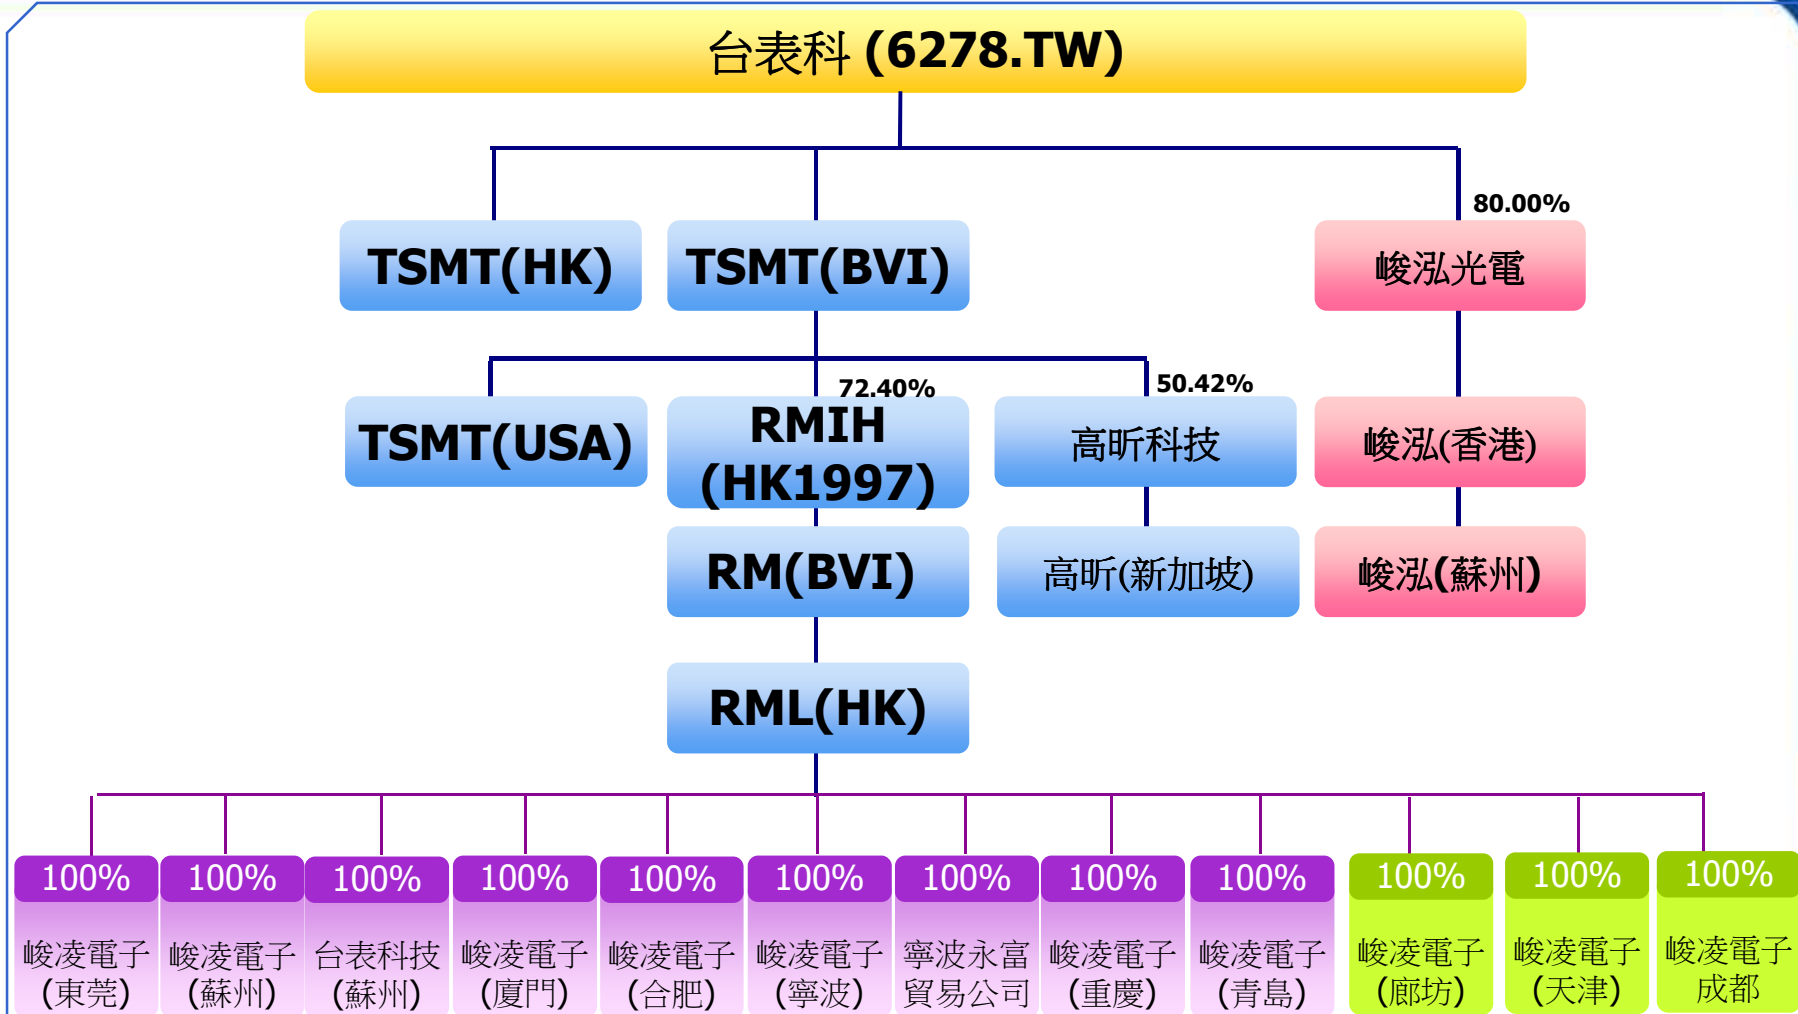 台表科 (6278.TW)
80.00%
TSMT(HK)
TSMT(BVI)
峻泓光電
72.40%
50.42%
TSMT(USA)
RMIH
(HK1997)
高昕科技
峻泓(香港)
RM(BVI)
高昕(新加坡)
峻泓(蘇州)
RML(HK)
100%
峻凌電子
(東莞)
100%
峻凌電子
(蘇州)
100%
台表科技
(蘇州)
100%
峻凌電子
(廈門)
100%
峻凌電子
(合肥)
100%
峻凌電子
(寧波)
100%
寧波永富
貿易公司
100%
峻凌電子
(重慶)
100%
峻凌電子
(青島)
100%
峻凌電子
(廊坊)
100%
峻凌電子
(天津)
100%
峻凌電子
成都